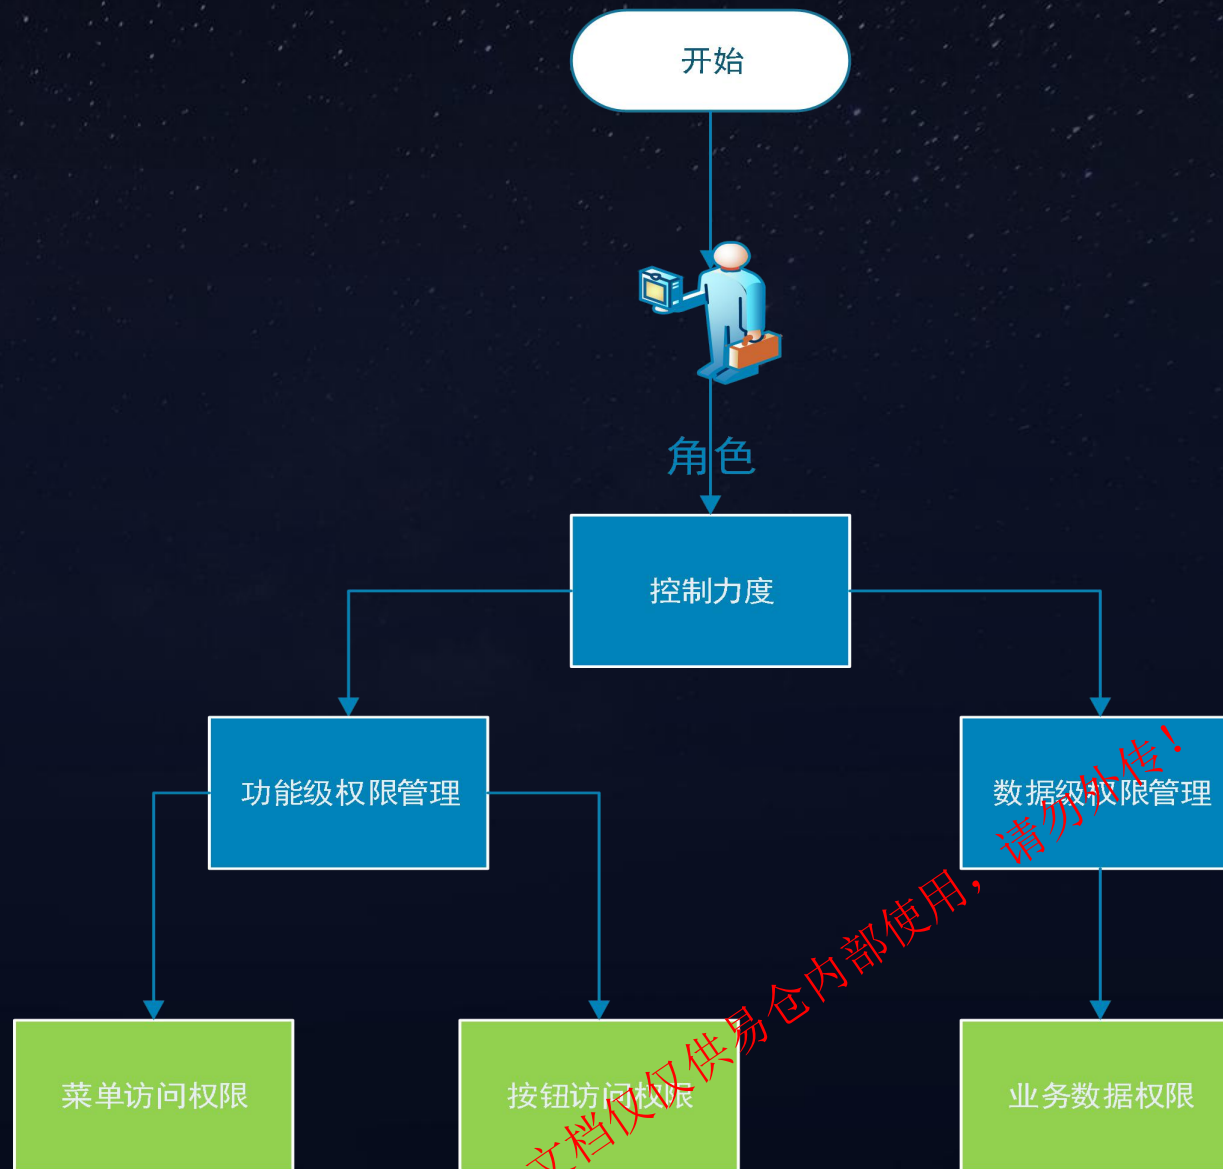 开始
角色
控制力度
功能级权限管理
数据级权限管理
菜单访问权限
按钮访问权限
业务数据权限
文档仅仅供易仓内部使用，请勿外传！